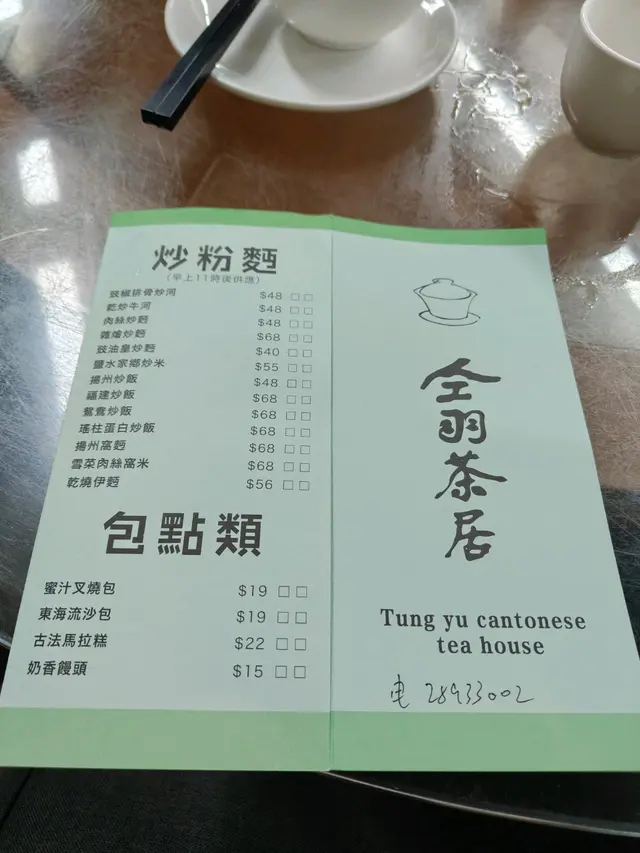 炒粉麵
(早上11時後供應)
豉椒排骨炒河 $48 □□
乾炒牛河 $48 □□
肉絲炒麵 $48 □□
雜燴炒麵 $68 □□
豉油皇炒麵 $40 □□
鹽水家鄉炒米 $55 □□
揚州炒飯 $48 □□
福建炒飯 $68 □□
鴛鴦炒飯 $68 □□
瑤柱蛋白炒飯 $68 □□
揚州窩麵 $68 □□
雪菜肉絲窩米 $68 □□
乾燒伊麵 $56 □□
包點類
蜜汁叉燒包 $19 □□
東海流沙包 $19 □□
古法馬拉糕 $22 □□
奶香饅頭 $15 □□
仝羽茶居
Tung yu cantonese
tea house
电 28933002